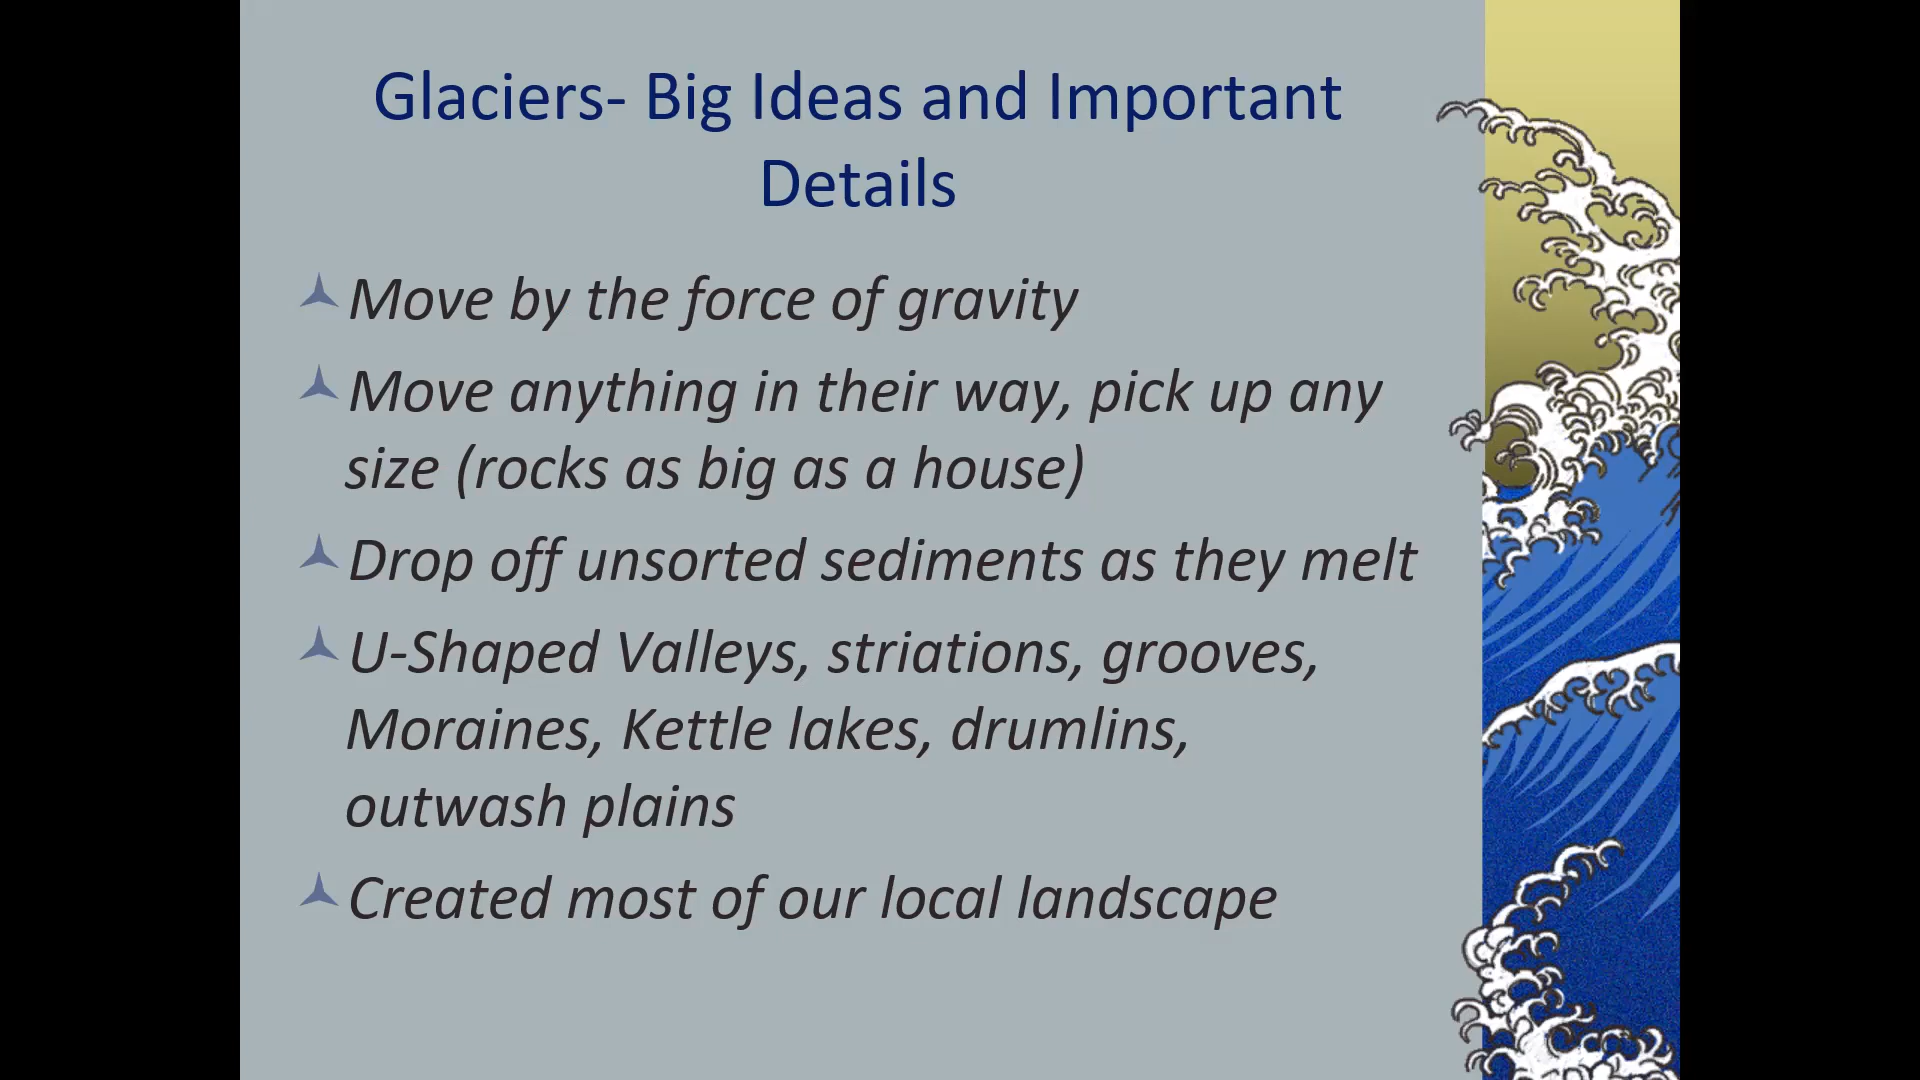 Glaciers- Big Ideas and Important
Details
Move by the force of gravity
Move anything in their way, pick up any
size (rocks as big as a house)
Drop off unsorted sediments as they melt
U-Shaped Valleys, striations, grooves,
Moraines, Kettle lakes, drumlins,
outwash plains
Created most of our local landscape